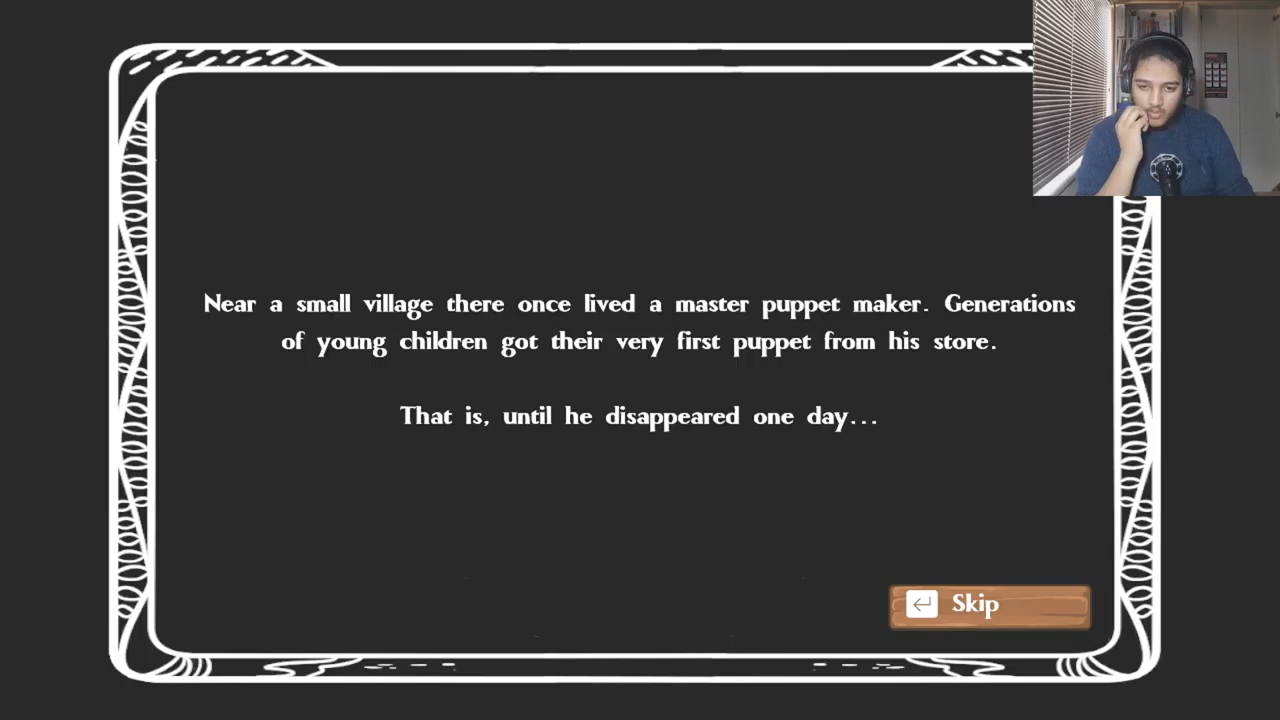 Near a small village there once lived a master puppet maker. Generations
of young children got their very first puppet from his store.
That is, until he disappeared one day...
Skip